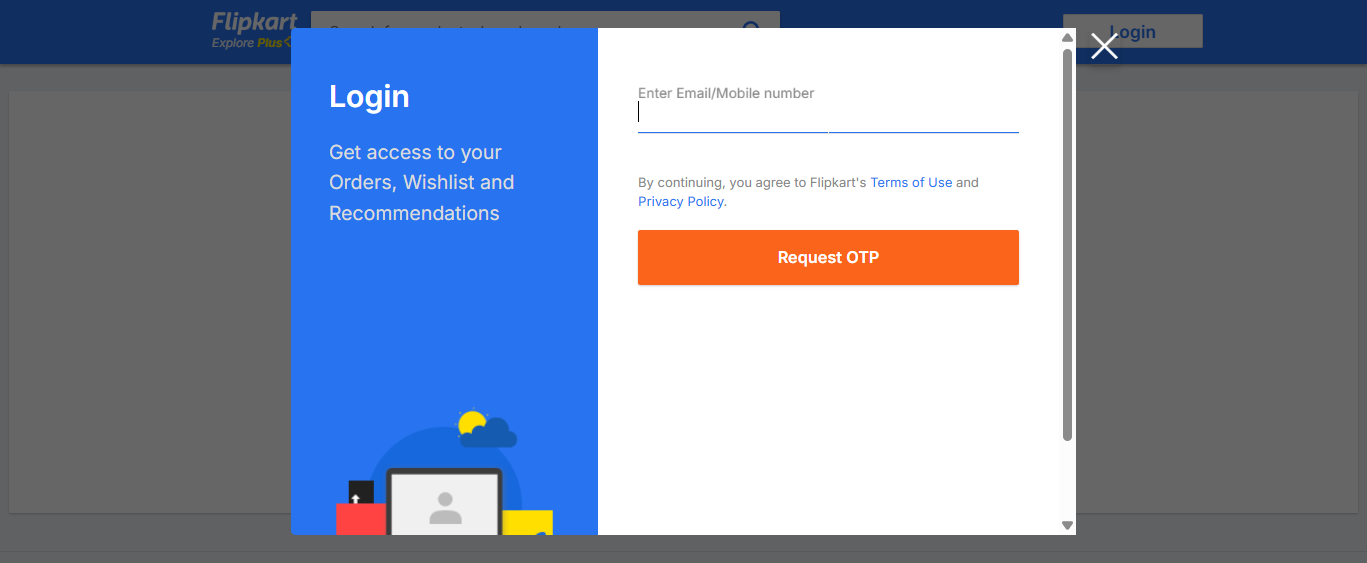 Flipkart
Explore Plus
Login
Login
Get access to your
Orders, Wishlist and
Recommendations
Enter Email/Mobile number
By continuing, you agree to Flipkart's Terms of Use and
Privacy Policy.
Request OTP